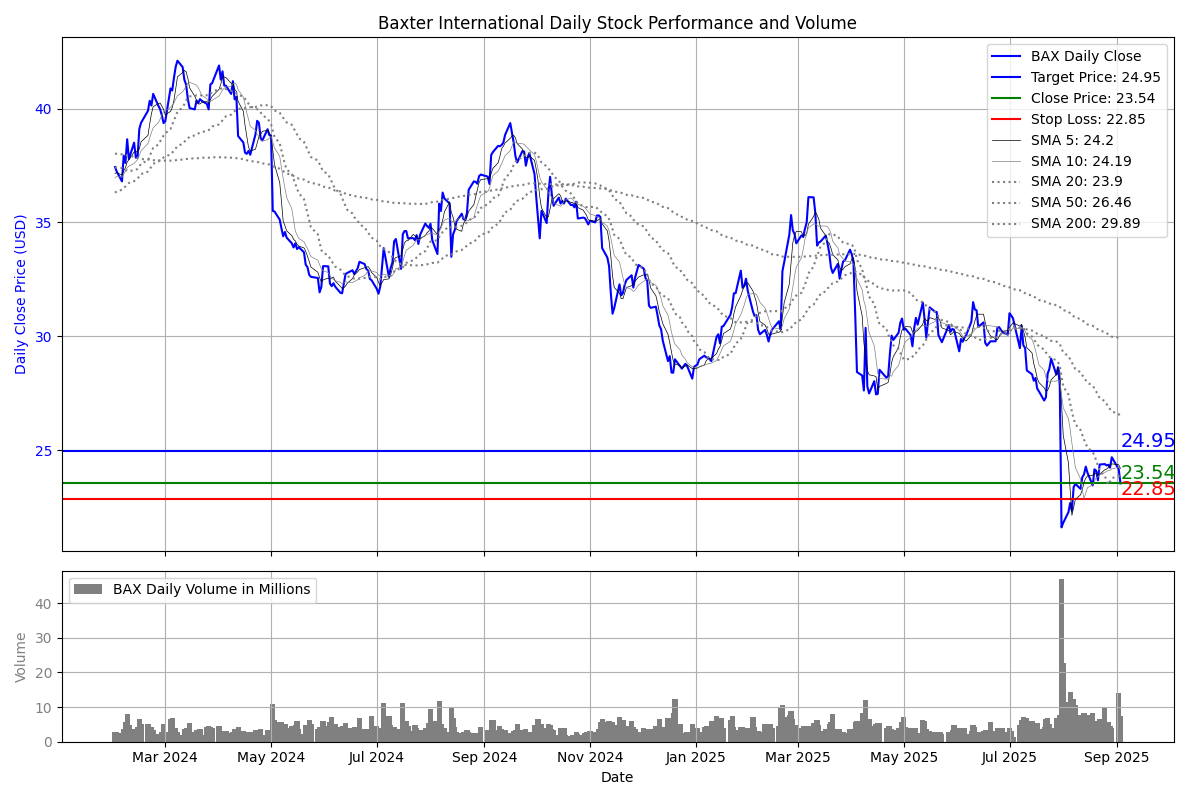 Baxter International Daily Stock Performance and Volume
Daily Close Price (USD)
40
35
30
25
BAX Daily Close
Target Price: 24.95
Close Price: 23.54
Stop Loss: 22.85
SMA 5: 24.2
SMA 10: 24.19
SMA 20: 23.9
SMA 50: 26.46
SMA 200: 29.89
24.95
23.54
22.85
BAX Daily Volume in Millions
Volume
40
30
20
10
0
Mar 2024 May 2024 Jul 2024 Sep 2024 Nov 2024 Jan 2025 Mar 2025 May 2025 Jul 2025 Sep 2025
Date